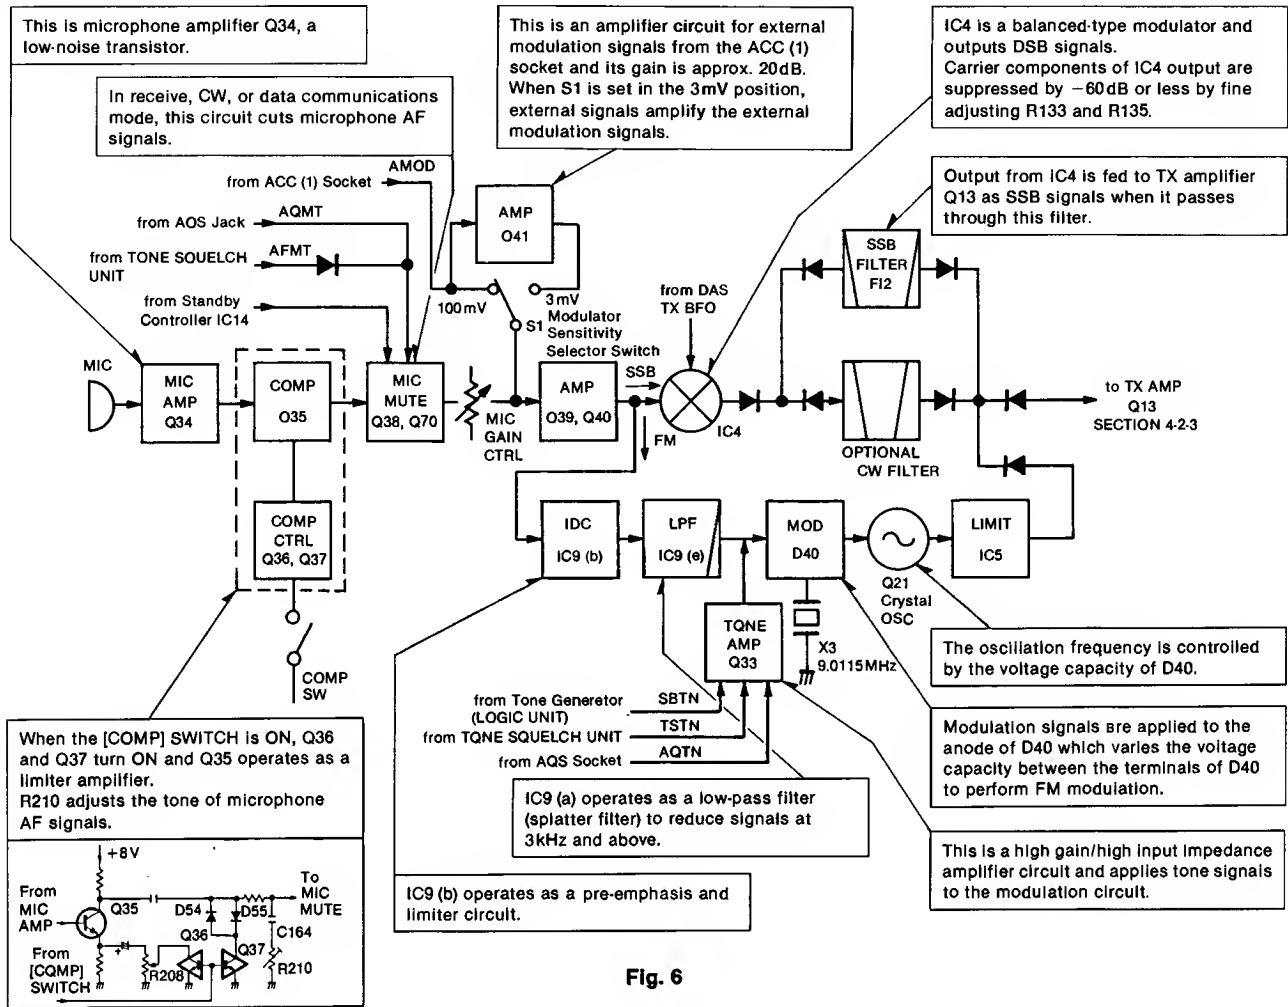 This is microphone amplifier Q34, a
low-noise transistor.
This is an amplifier circuit for external
modulation signals from the ACC (1)
socket and its gain is approx. 20dB.
When S1 is set in the 3mV position,
external signals amplify the external
modulation signals.
IC4 is a balanced-type modulator and
outputs DSB signals.
Carrier components of IC4 output are
suppressed by −60dB or less by fine
adjusting R133 and R135.
In receive, CW, or data communications
mode, this circuit cuts microphone AF
signals.
Output from IC4 is fed to TX amplifier
Q13 as SSB signals when it passes
through this filter.
AMOD
from ACC (1) Socket
AQMT
from AOS Jack
AFMT
from TONE SOUELCH
UNIT
from Standby
Controller IC14
AMP
O41
100mV
3mV
S1
Modulator
Sensitivity
Selector Switch
from DAS
TX BFO
SSB
FILTER
FI2
MIC
MIC
AMP
Q34
COMP
O35
MIC
MUTE
Q38, Q70
MIC
GAIN
CTRL
AMP
O39, Q40
SSB
FM
IC4
OPTIONAL
CW FILTER
to TX AMP
Q13
SECTION 4-2-3
COMP
CTRL
Q36, Q37
COMP
SW
IDC
IC9 (b)
LPF
IC9 (e)
MOD
D40
Q21
Crystal
OSC
LIMIT
IC5
TQNE
AMP
Q33
X3
9.0115MHz
from Tone Generetor
(LOGIC UNIT)
SBTN
from TQNE SQUELCH UNIT
TSTN
from AQS Socket
AQTN
The oscillation frequency is controlled
by the voltage capacity of D40.
Modulation signals are applied to the
anode of D40 which varies the voltage
capacity between the terminals of D40
to perform FM modulation.
When the [COMP] SWITCH is ON, Q36
and Q37 turn ON and Q35 operates as a
limiter amplifier.
R210 adjusts the tone of microphone
AF signals.
IC9 (a) operates as a low-pass filter
(splatter filter) to reduce signals at
3kHz and above.
This is a high gain/high input impedance
amplifier circuit and applies tone signals
to the modulation circuit.
IC9 (b) operates as a pre-emphasis and
limiter circuit.
+8V
From
MIC
AMP
Q35
D54
D55
To
MIC
MUTE
Q36
C164
Q37
From
[CQMP]
SWITCH
R208
R210
Fig. 6